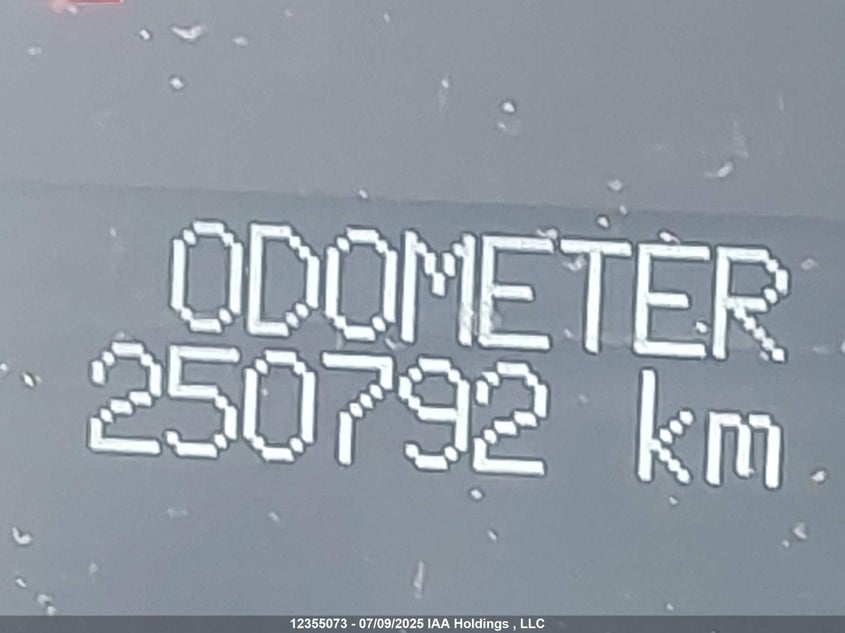 ODOMETER
250792 km
12355073 - 07/09/2025 IAA Holdings , LLC